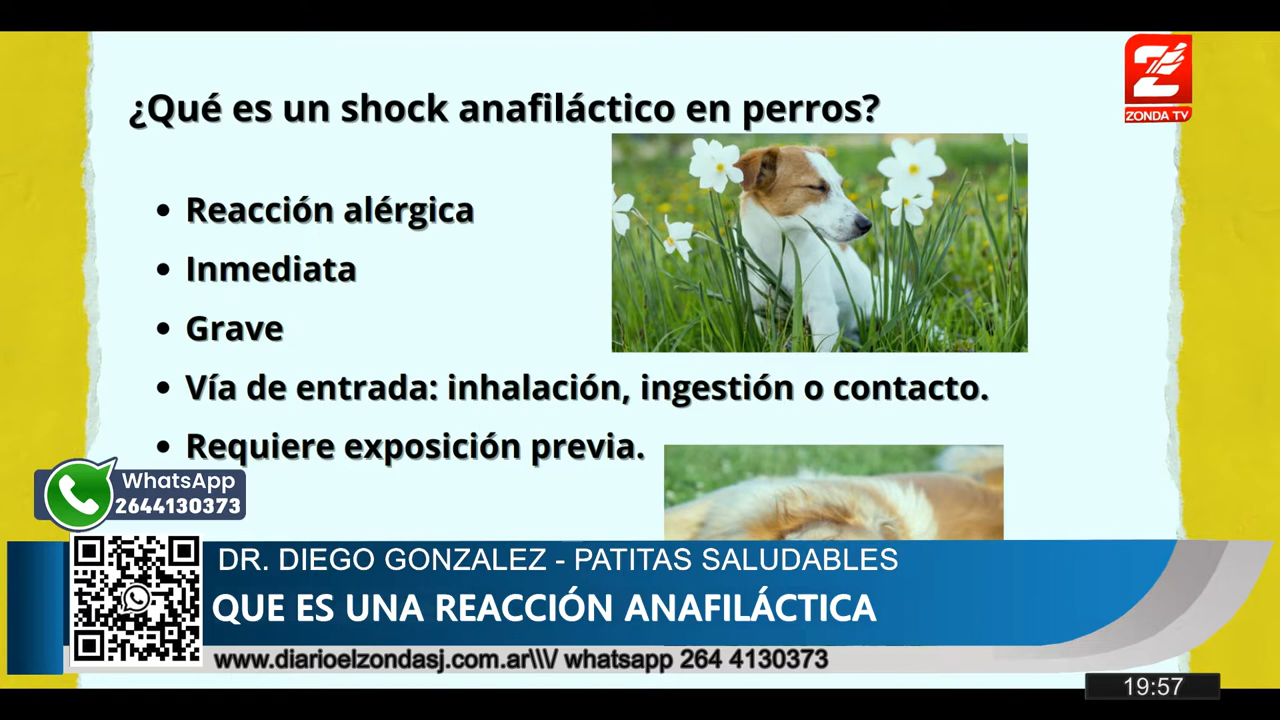 ¿Qué es un shock anafiláctico en perros?
ZONDA TV
• Reacción alérgica
• Inmediata
• Grave
• Vía de entrada: inhalación, ingestión o contacto.
• Requiere exposición previa.
WhatsApp
2644130373
DR. DIEGO GONZALEZ - PATITAS SALUDABLES
QUE ES UNA REACCIÓN ANAFILÁCTICA
www.diarioelzondasj.com.ar\\\/ whatsapp 264 4130373
19:57